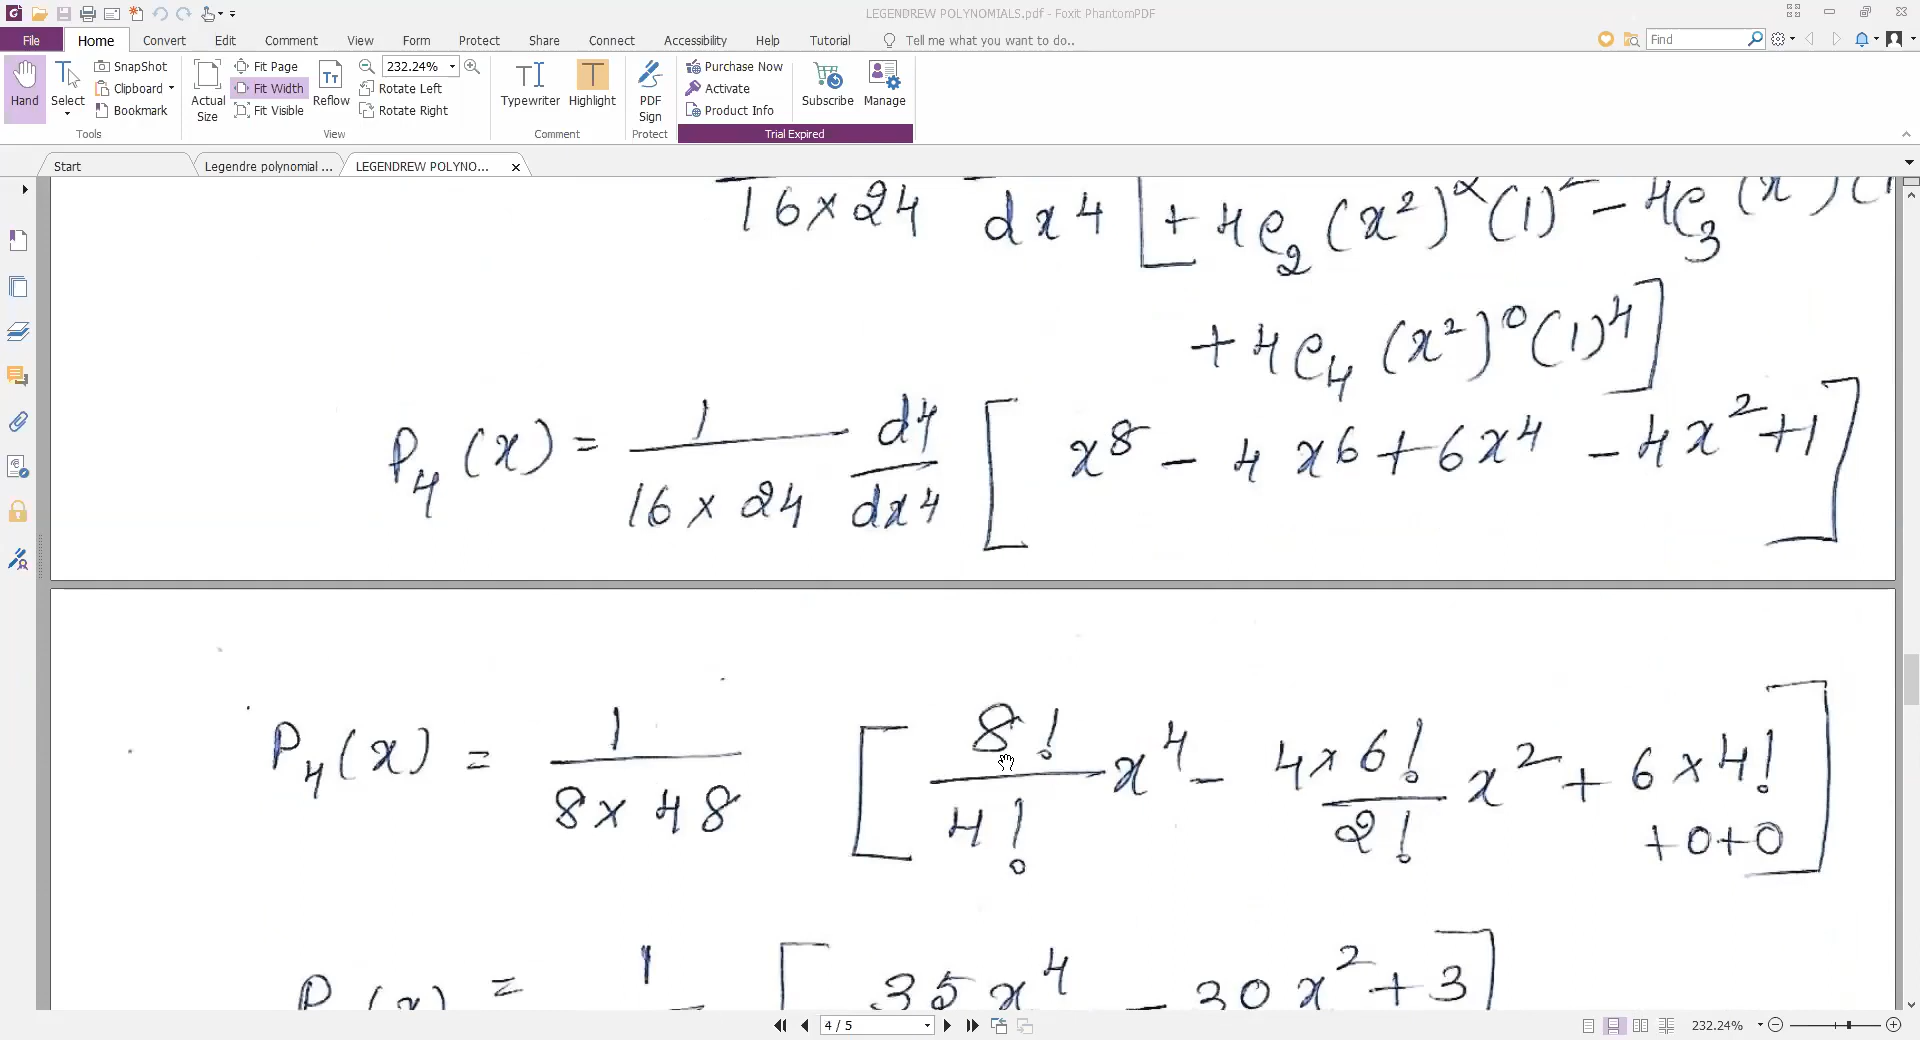 LEGENDREW POLYNOMIALS.pdf - Foxit PhantomPDF
File Home Convert Edit Comment View Form Protect Share Connect Accessibility Help Tutorial Tell me what you want to do.. Find
Hand Select SnapShot Clipboard Bookmark Actual Size Fit Page Fit Width Fit Visible Reflow 232.24% Rotate Left Rotate Right Typewriter Highlight PDF Sign Purchase Now Activate Product Info Subscribe Manage
Tools View Comment Protect Trial Expired
Start Legendre polynomial ... LEGENDREW POLYNO...
16 × 24 dx4 [+ 4C2 (x²)² (1)² − 4C3 (x
+ 4C4 (x²)⁰ (1)⁴]
P4(x) = 1/(16 × 24) d4/dx4 [x⁸ − 4x⁶ + 6x⁴ − 4x² + 1]
P4(x) = 1/(8 × 48) [8!/4! x⁴ − 4×6!/2! x² + 6×4! +0+0]
P (x) = 1 [35x⁴ − 30x² + 3]
4 / 5 232.24%